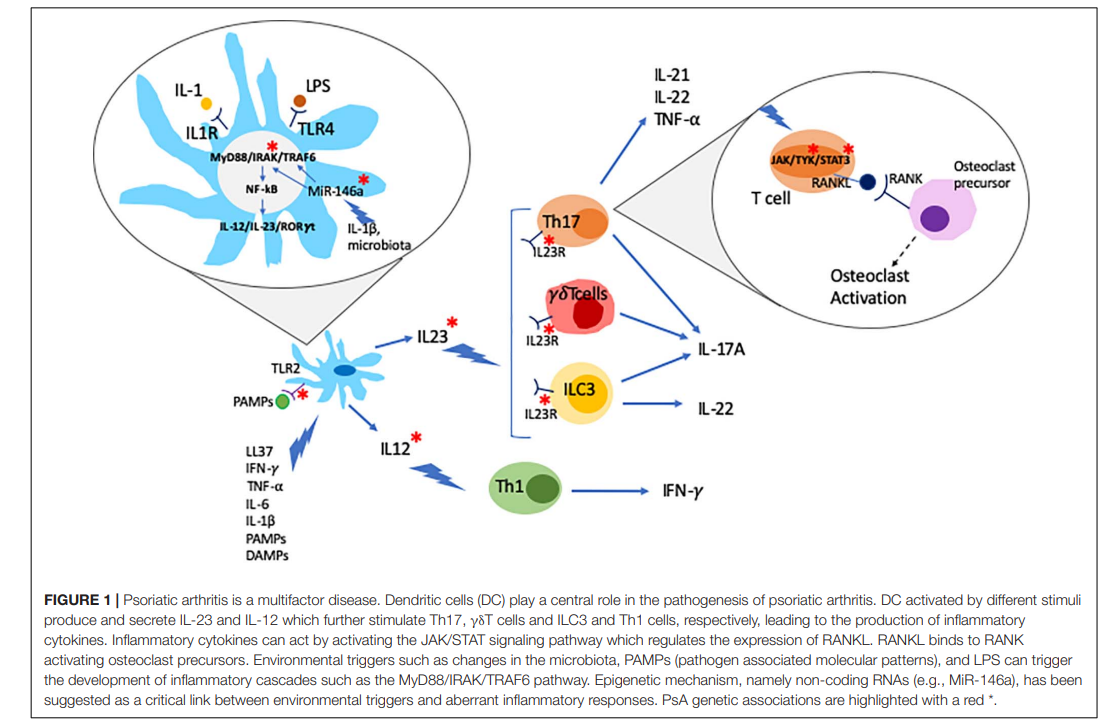 IL-1
LPS
IL1R
TLR4
MyD88/IRAK/TRAF6
*
NF-kB
MiR-146a
*
IL-12/IL-23/RORγt
IL-1β,
microbiota
IL-21
IL-22
TNF-α
JAK/TYK/STAT3
*
*
RANKL
RANK
T cell
Osteoclast
precursor
Osteoclast
Activation
Th17
*
IL23R
γδTcells
*
IL23R
ILC3
*
IL23R
IL-17A
IL-22
IL23
*
TLR2
PAMPs
*
IL12
*
Th1
IFN-γ
LL37
IFN-γ
TNF-α
IL-6
IL-1β
PAMPs
DAMPs
FIGURE 1 | Psoriatic arthritis is a multifactor disease. Dendritic cells (DC) play a central role in the pathogenesis of psoriatic arthritis. DC activated by different stimuli
produce and secrete IL-23 and IL-12 which further stimulate Th17, γδT cells and ILC3 and Th1 cells, respectively, leading to the production of inflammatory
cytokines. Inflammatory cytokines can act by activating the JAK/STAT signaling pathway which regulates the expression of RANKL. RANKL binds to RANK
activating osteoclast precursors. Environmental triggers such as changes in the microbiota, PAMPs (pathogen associated molecular patterns), and LPS can trigger
the development of inflammatory cascades such as the MyD88/IRAK/TRAF6 pathway. Epigenetic mechanism, namely non-coding RNAs (e.g., MiR-146a), has been
suggested as a critical link between environmental triggers and aberrant inflammatory responses. PsA genetic associations are highlighted with a red *.